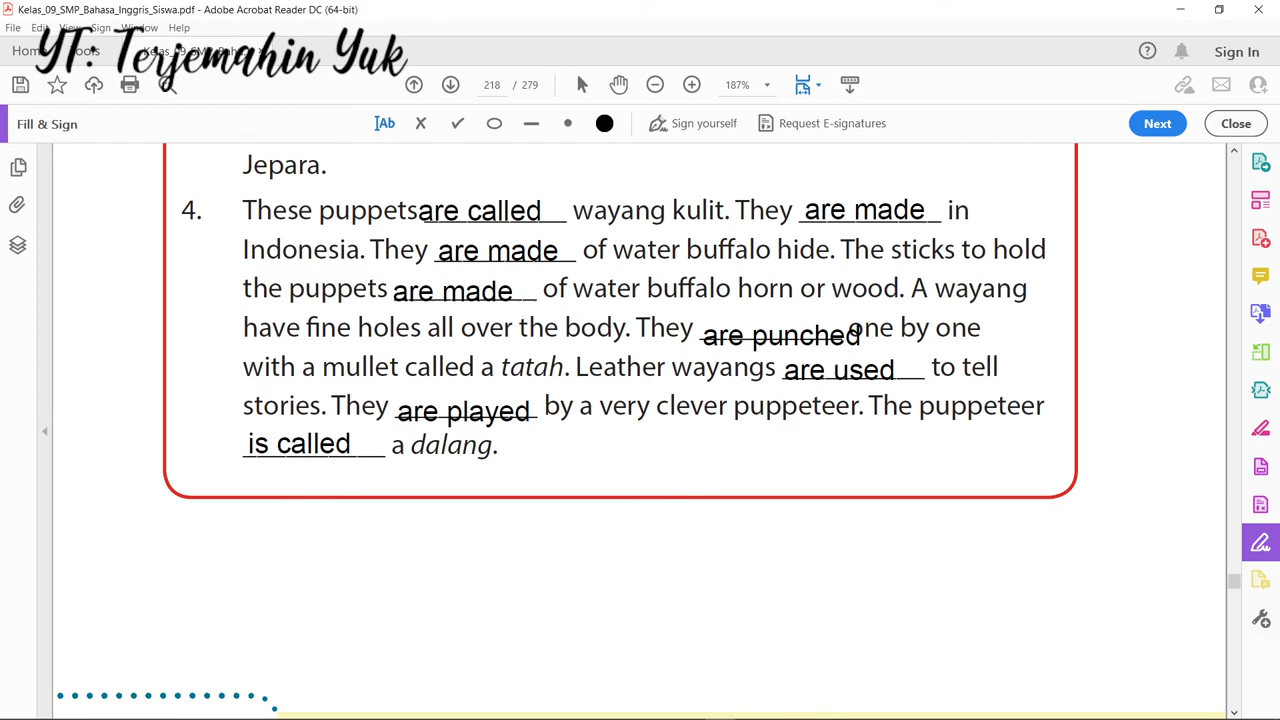 Kelas_09_SMP_Bahasa_Inggris_Siswa.pdf - Adobe Acrobat Reader DC (64-bit)
File Edit View Sign Window Help
YT: Terjemahin Yuk
Home Tools
Sign In
218 / 279
187%
Fill & Sign
Ab
Sign yourself
Request E-signatures
Next
Close
Jepara.
4. These puppets are called wayang kulit. They are made in
Indonesia. They are made of water buffalo hide. The sticks to hold
the puppets are made of water buffalo horn or wood. A wayang
have fine holes all over the body. They are punched one by one
with a mullet called a tatah. Leather wayangs are used to tell
stories. They are played by a very clever puppeteer. The puppeteer
is called a dalang.